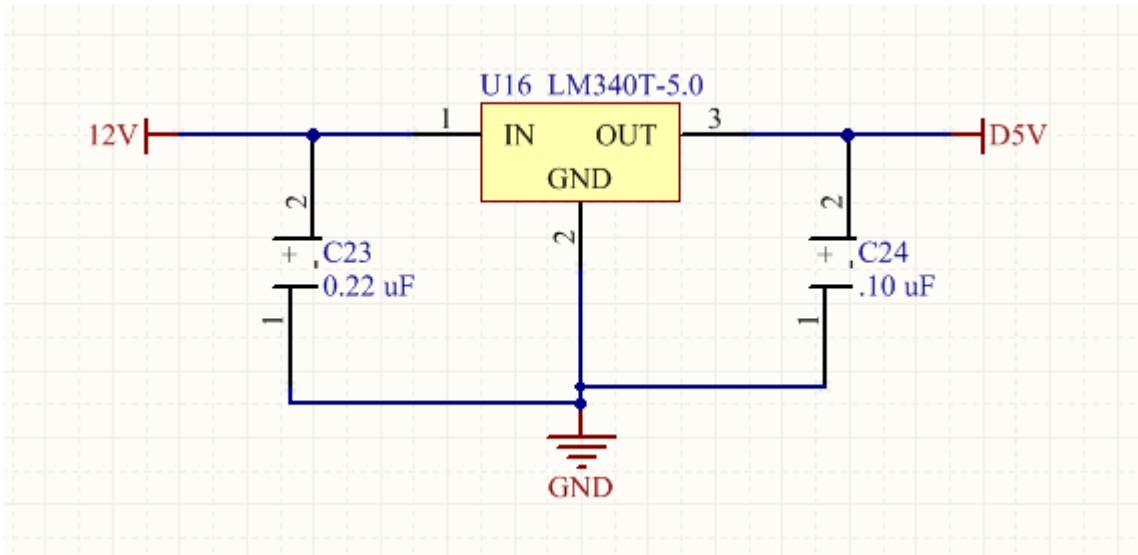 U16 LM340T-5.0
12V
1
IN
OUT
3
D5V
GND
2
2
2
+
C23
0.22 uF
+
C24
.10 uF
1
1
GND